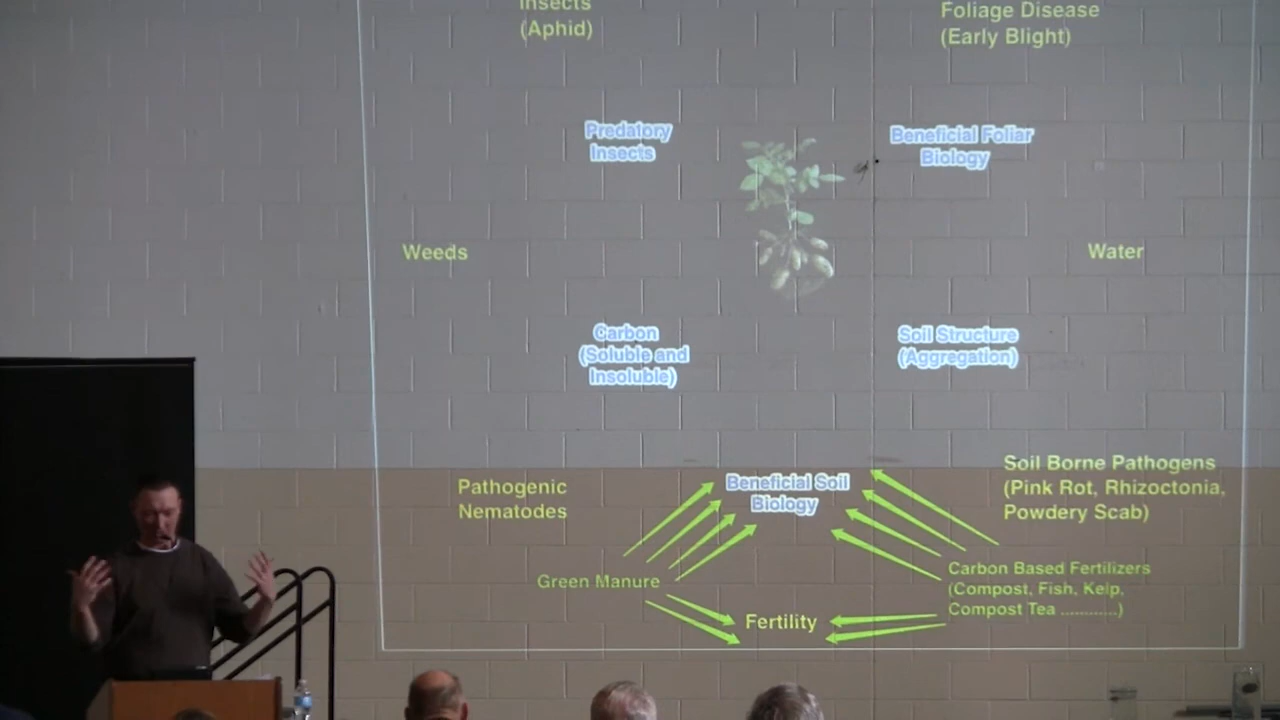 Insects
(Aphid)
Foliage Disease
(Early Blight)
Predatory
Insects
Beneficial Foliar
Biology
Weeds
Water
Carbon
(Soluble and
Insoluble)
Soil Structure
(Aggregation)
Pathogenic
Nematodes
Beneficial Soil
Biology
Soil Borne Pathogens
(Pink Rot, Rhizoctonia,
Powdery Scab)
Green Manure
Carbon Based Fertilizers
(Compost, Fish, Kelp,
Compost Tea ............)
Fertility